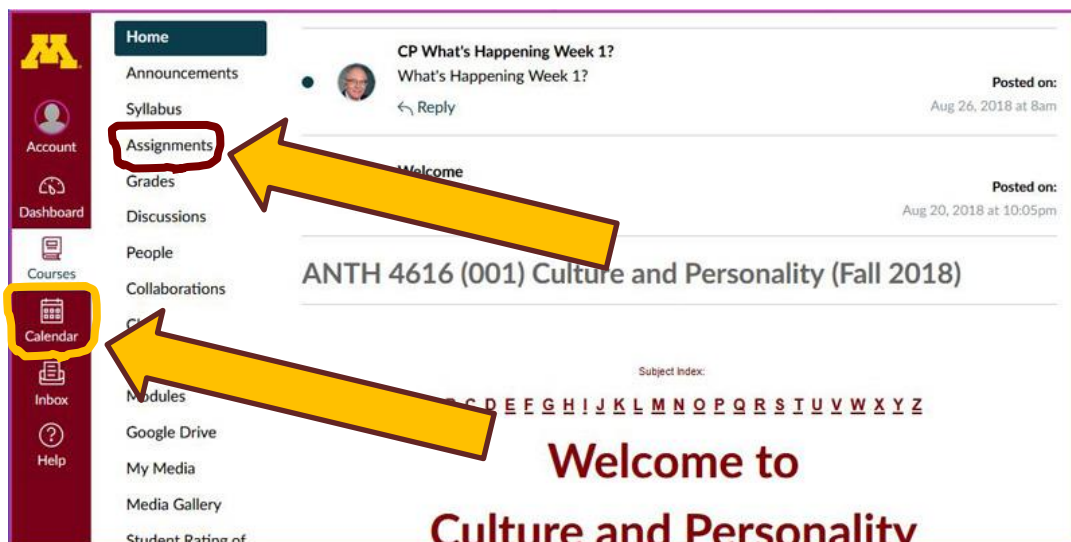 Account
Dashboard
Courses
Calendar
Inbox
Help
Home
Announcements
Syllabus
Assignments
Grades
Discussions
People
Collaborations
Modules
Google Drive
My Media
Media Gallery
Student Rating of
CP What's Happening Week 1?
What's Happening Week 1?
Reply
Posted on:
Aug 26, 2018 at 8am
Welcome
Posted on:
Aug 20, 2018 at 10:05pm
ANTH 4616 (001) Culture and Personality (Fall 2018)
Subject Index:
C D E F G H I J K L M N O P Q R S T U V W X Y Z
Welcome to
Culture and Personality